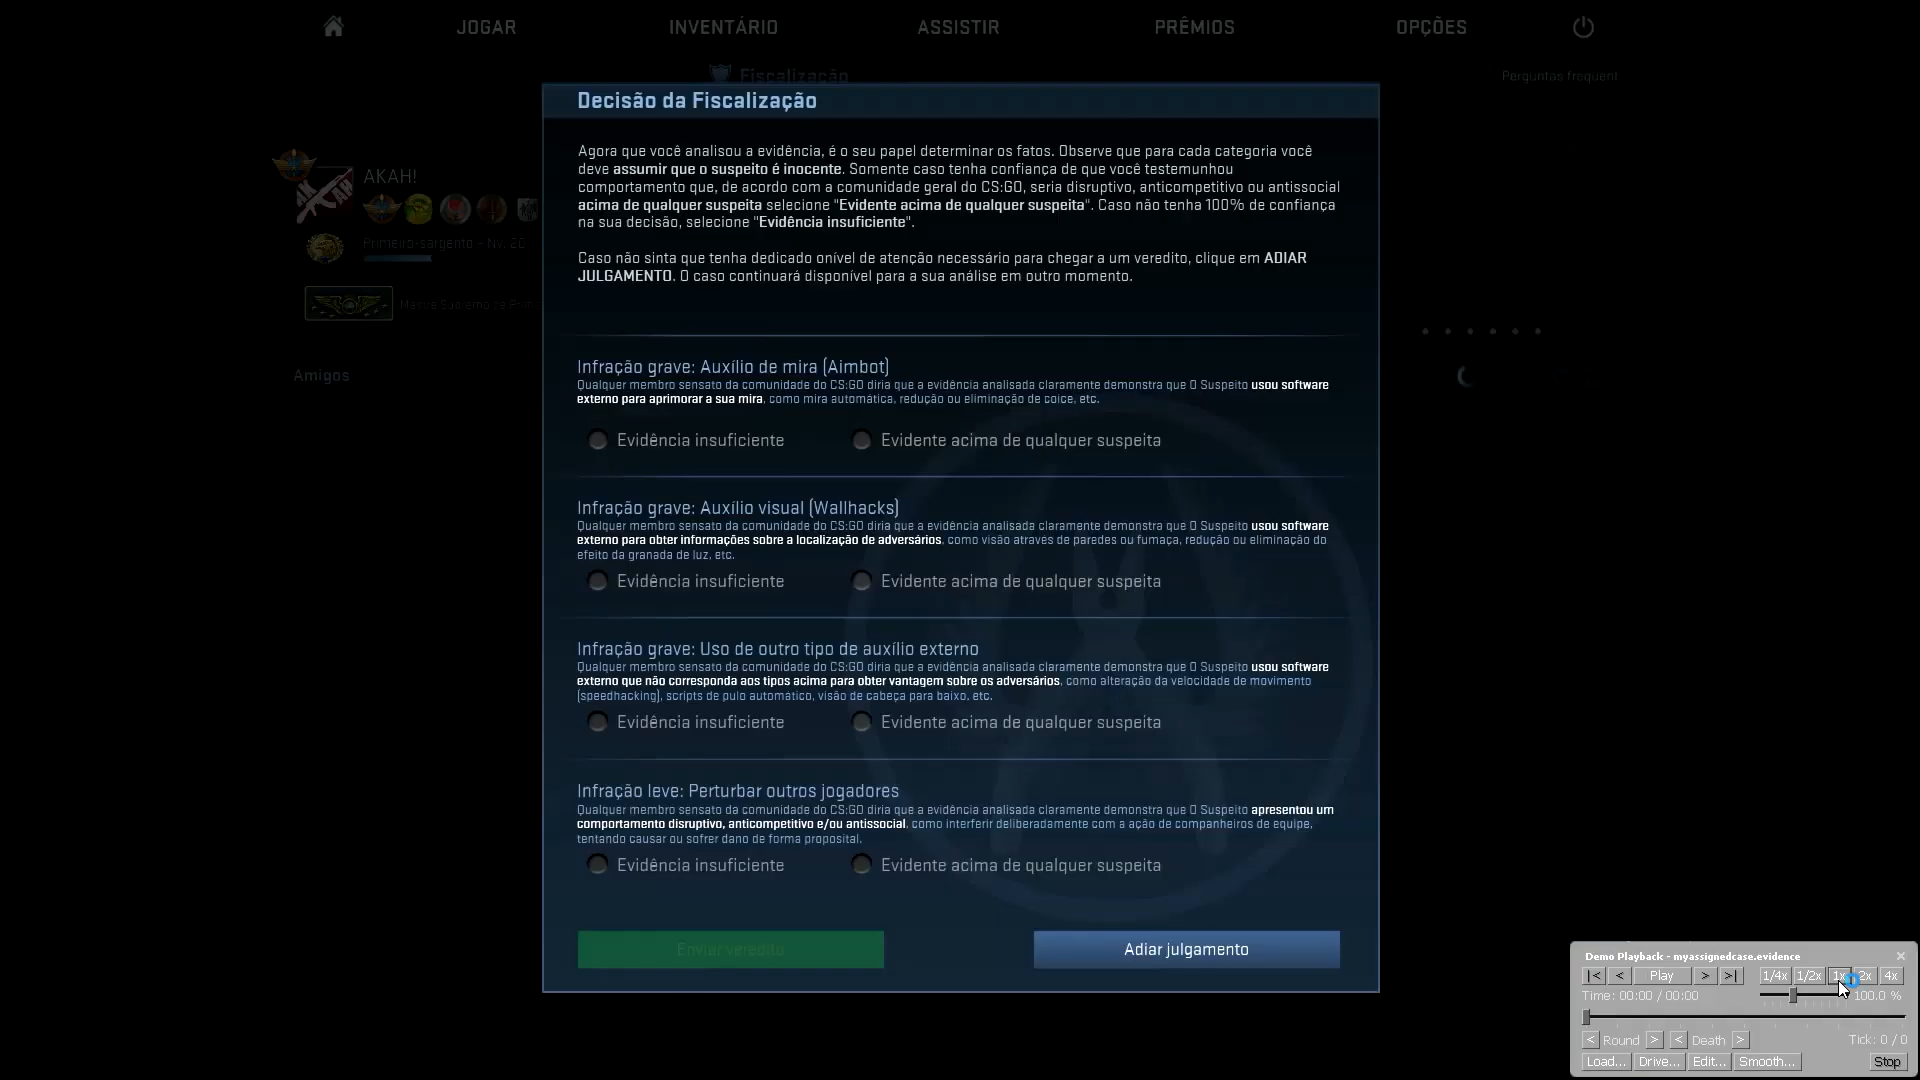 JOGAR INVENTÁRIO ASSISTIR PRÊMIOS OPÇÕES
Fiscalização
Perguntas frequent
Decisão da Fiscalização
Agora que você analisou a evidência, é o seu papel determinar os fatos. Observe que para cada categoria você
deve assumir que o suspeito é inocente. Somente caso tenha confiança de que você testemunhou
comportamento que, de acordo com a comunidade geral do CS:GO, seria disruptivo, anticompetitivo ou antissocial
acima de qualquer suspeita selecione "Evidente acima de qualquer suspeita". Caso não tenha 100% de confiança
na sua decisão, selecione "Evidência insuficiente".
Caso não sinta que tenha dedicado onível de atenção necessário para chegar a um veredito, clique em ADIAR
JULGAMENTO. O caso continuará disponível para a sua análise em outro momento.
AKAH!
Primeiro-sargento - Nv. 20
Mestre Supremo de Prim
Amigos
Infração grave: Auxílio de mira (Aimbot)
Qualquer membro sensato da comunidade do CS:GO diria que a evidência analisada claramente demonstra que O Suspeito usou software
externo para aprimorar a sua mira, como mira automática, redução ou eliminação de coice, etc.
Evidência insuficiente Evidente acima de qualquer suspeita
Infração grave: Auxílio visual (Wallhacks)
Qualquer membro sensato da comunidade do CS:GO diria que a evidência analisada claramente demonstra que O Suspeito usou software
externo para obter informações sobre a localização de adversários, como visão através de paredes ou fumaça, redução ou eliminação do
efeito da granada de luz, etc.
Evidência insuficiente Evidente acima de qualquer suspeita
Infração grave: Uso de outro tipo de auxílio externo
Qualquer membro sensato da comunidade do CS:GO diria que a evidência analisada claramente demonstra que O Suspeito usou software
externo que não corresponda aos tipos acima para obter vantagem sobre os adversários, como alteração da velocidade de movimento
(speedhacking), scripts de pulo automático, visão de cabeça para baixo, etc.
Evidência insuficiente Evidente acima de qualquer suspeita
Infração leve: Perturbar outros jogadores
Qualquer membro sensato da comunidade do CS:GO diria que a evidência analisada claramente demonstra que O Suspeito apresentou um
comportamento disruptivo, anticompetitivo e/ou antissocial, como interferir deliberadamente com a ação de companheiros de equipe,
tentando causar ou sofrer dano de forma proposital.
Evidência insuficiente Evidente acima de qualquer suspeita
Enviar veredito Adiar julgamento
Demo Playback - myassignedcase.evidence
|< < Play > >| 1/4x 1/2x 1x 2x 4x
Time: 00:00 / 00:00 100.0 %
< Round > < Death > Tick: 0 / 0
Load... Drive... Edit... Smooth... Stop